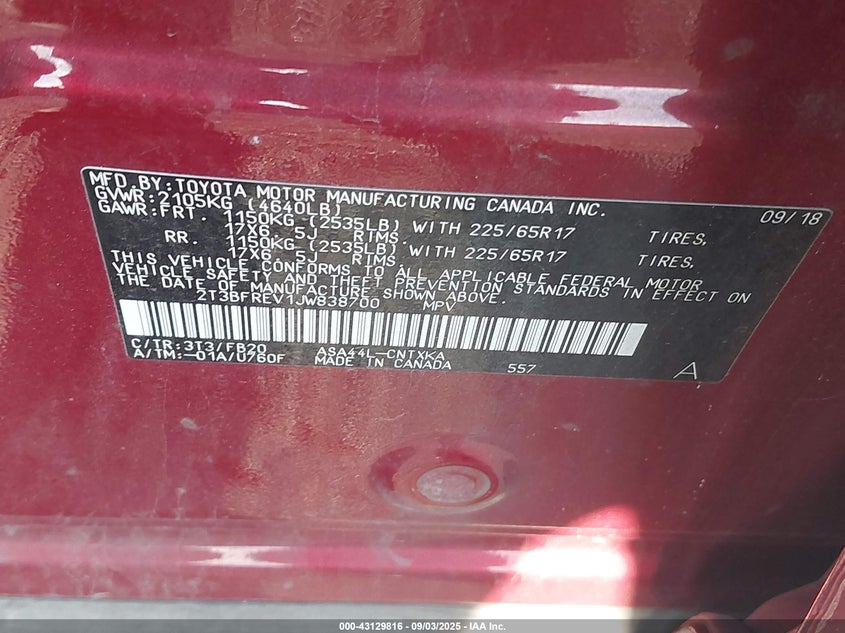 MFD. BY: TOYOTA MOTOR MANUFACTURING CANADA INC. 09/18
GVWR: 2105KG (4640LB)
GAWR: FRT. 1150KG (2535LB) WITH 225/65R17 TIRES,
17X6.5J RIMS.
RR. 1150KG (2535LB) WITH 225/65R17 TIRES,
17X6.5J RIMS.
THIS VEHICLE CONFORMS TO ALL APPLICABLE FEDERAL MOTOR
VEHICLE SAFETY AND THEFT PREVENTION STANDARDS IN EFFECT ON
THE DATE OF MANUFACTURE SHOWN ABOVE.
2T3BFREV1JW838700 MPV
C/TR: 3T3/FB20 ASA44L-CNTXKA
A/TM: -01A/U760F MADE IN CANADA 557 A
000-43129816 - 09/03/2025 - IAA Inc.